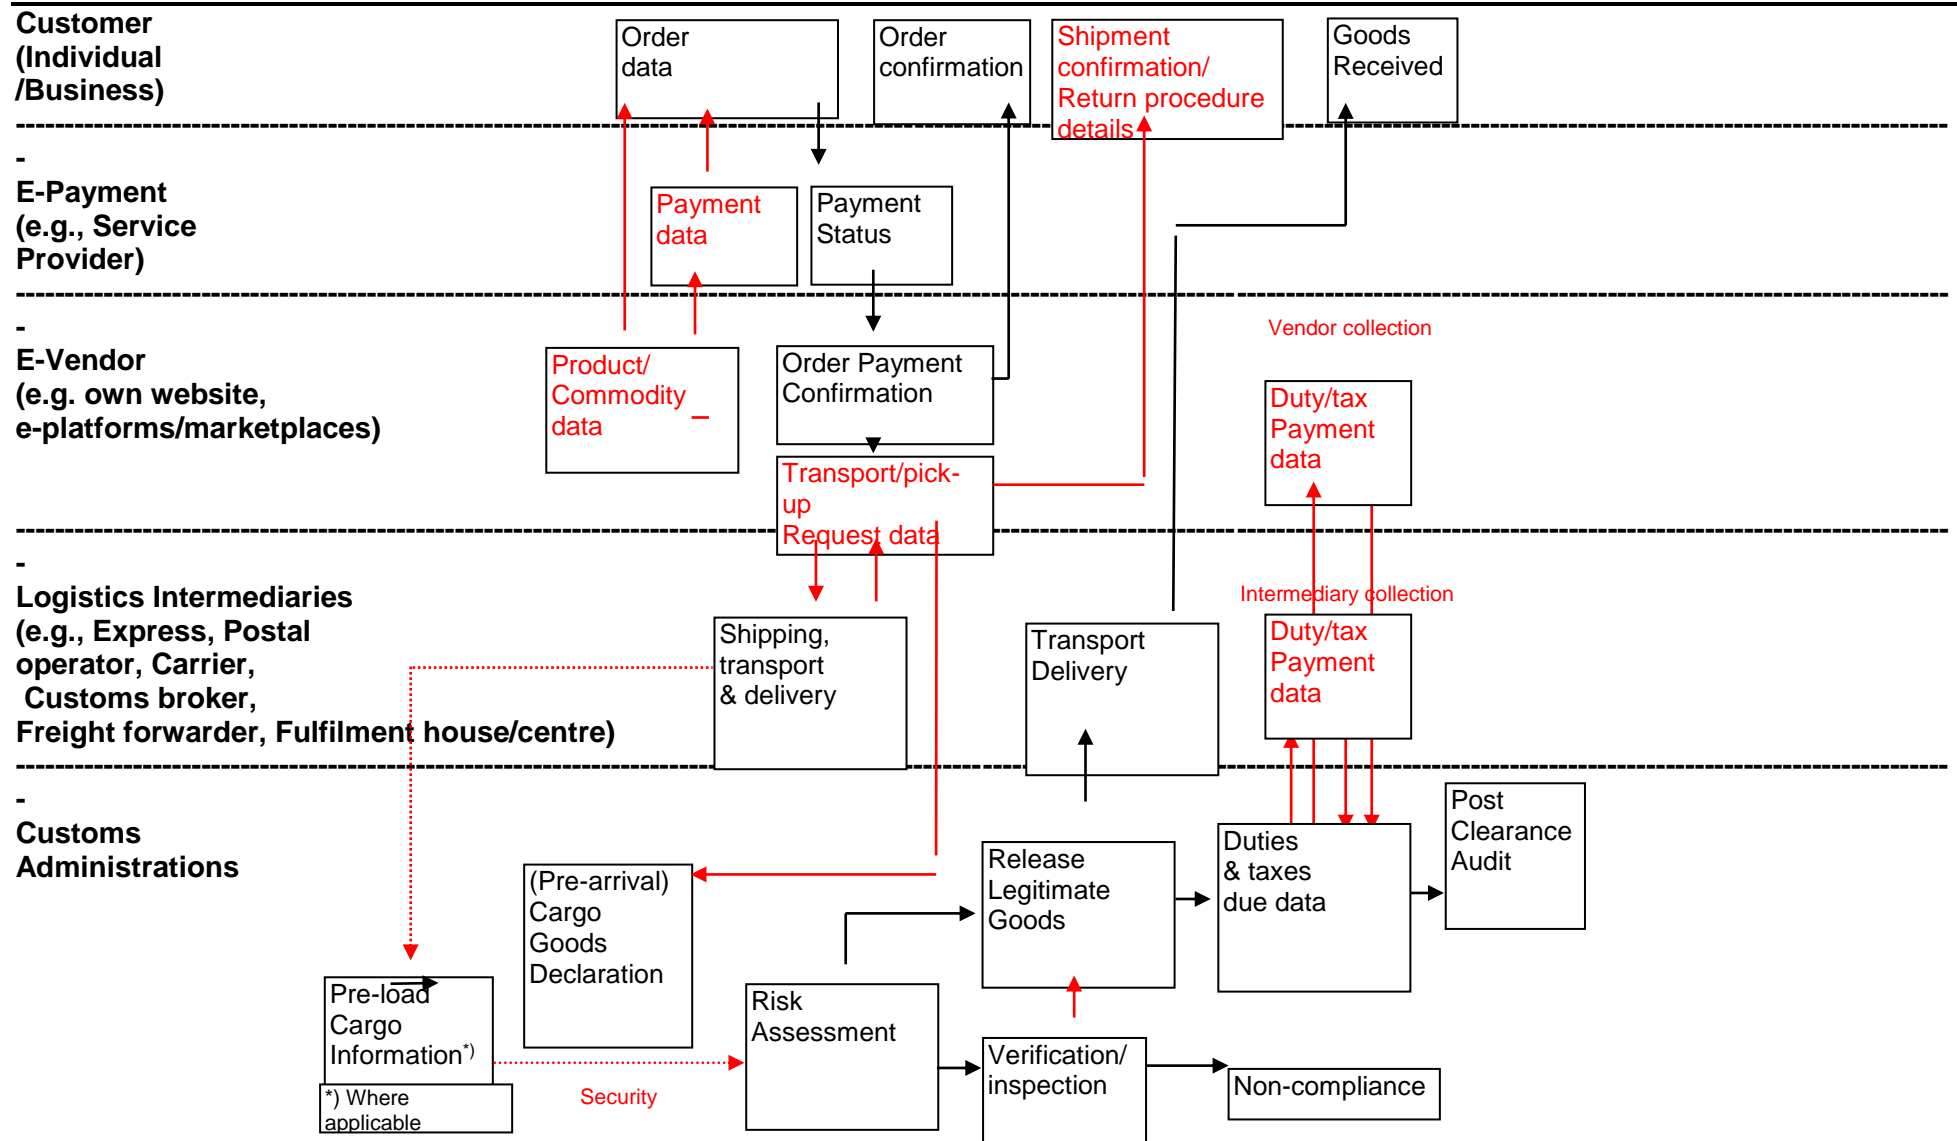 Customer
(Individual
/Business)
Order
data
Order
confirmation
Shipment
confirmation/
Return procedure
details
Goods
Received
-
E-Payment
(e.g., Service
Provider)
Payment
data
Payment
Status
-
E-Vendor
(e.g. own website,
e-platforms/marketplaces)
Product/
Commodity
data
Order Payment
Confirmation
Transport/pick-
up
Request data
Vendor collection
Duty/tax
Payment
data
-
Logistics Intermediaries
(e.g., Express, Postal
operator, Carrier,
Customs broker,
Freight forwarder, Fulfilment house/centre)
Shipping,
transport
& delivery
Transport
Delivery
Intermediary collection
Duty/tax
Payment
data
-
Customs
Administrations
Pre-load
Cargo
Information*)
*) Where
applicable
(Pre-arrival)
Cargo
Goods
Declaration
Security
Risk
Assessment
Release
Legitimate
Goods
Verification/
inspection
Duties
& taxes
due data
Non-compliance
Post
Clearance
Audit